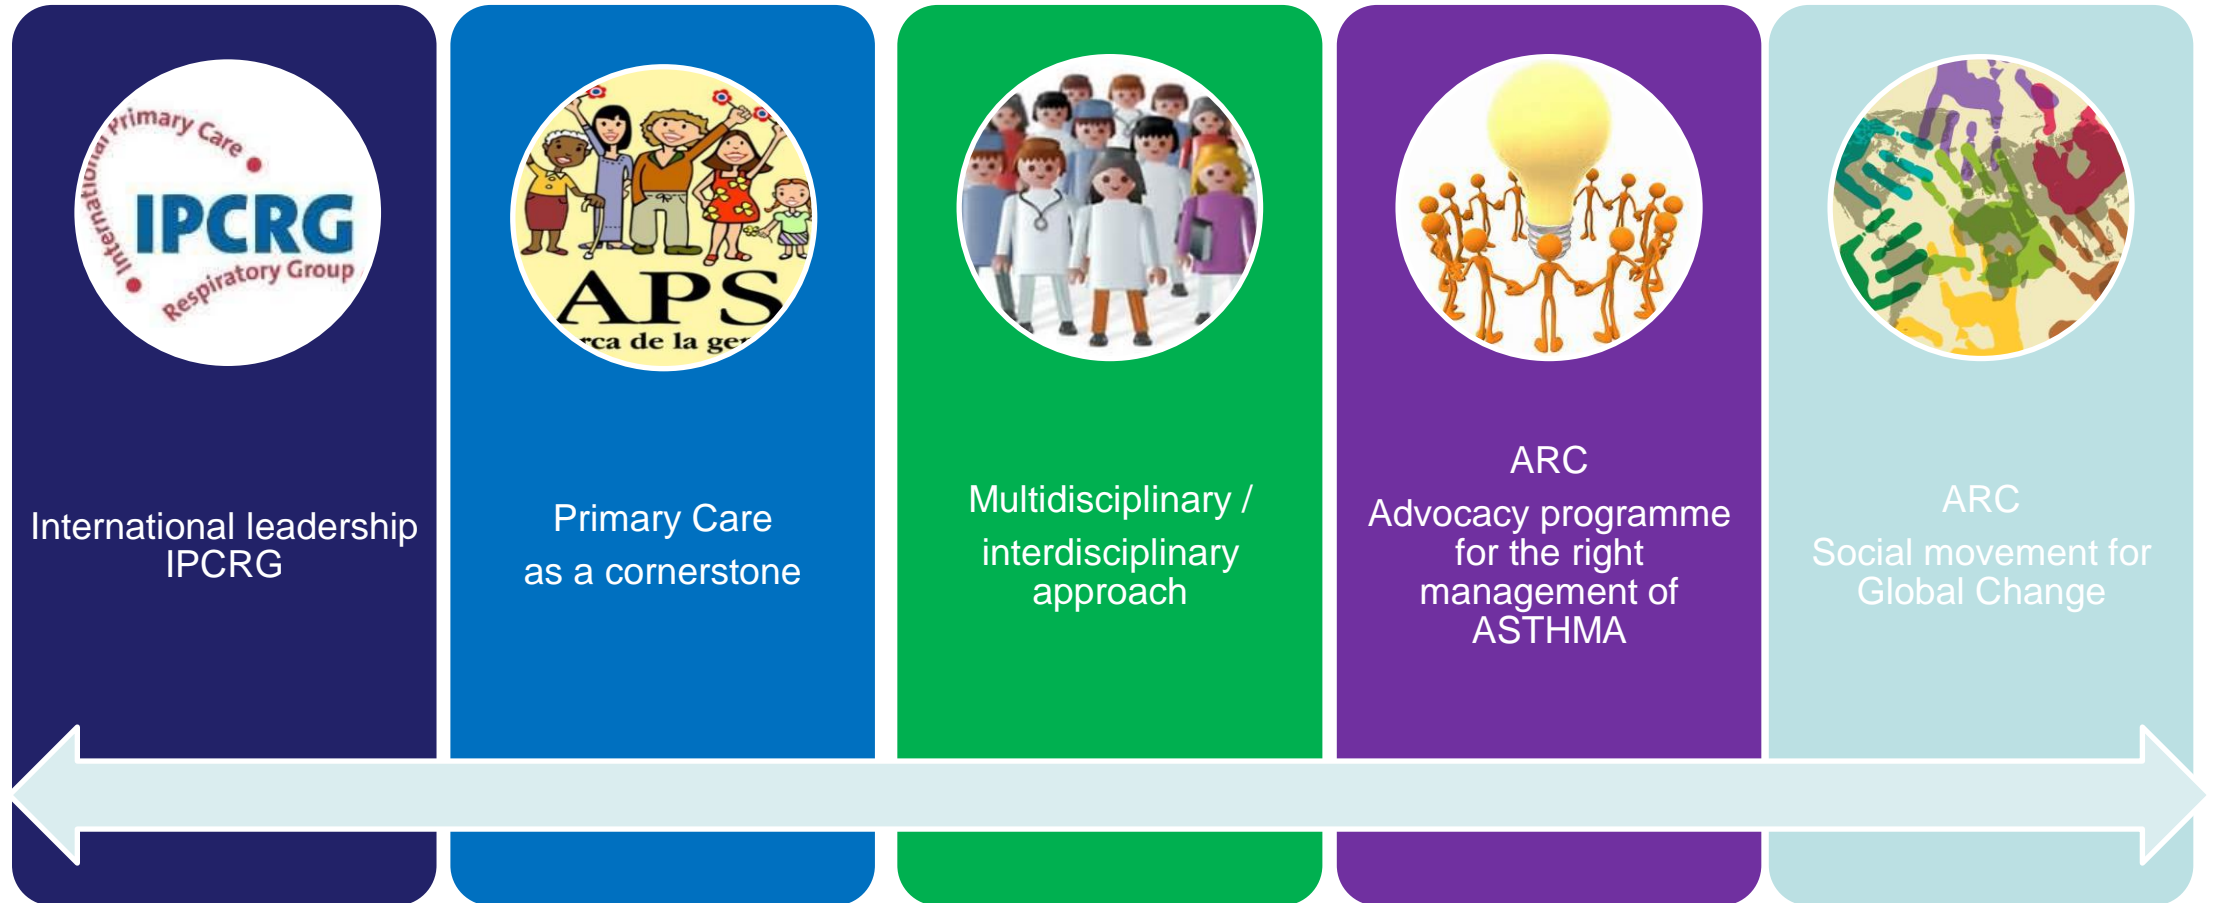 International Primary Care
IPCRG
Respiratory Group
International leadership
IPCRG
APS
rca de la ge
Primary Care
as a cornerstone
Multidisciplinary /
interdisciplinary
approach
ARC
Advocacy programme
for the right
management of
ASTHMA
ARC
Social movement for
Global Change